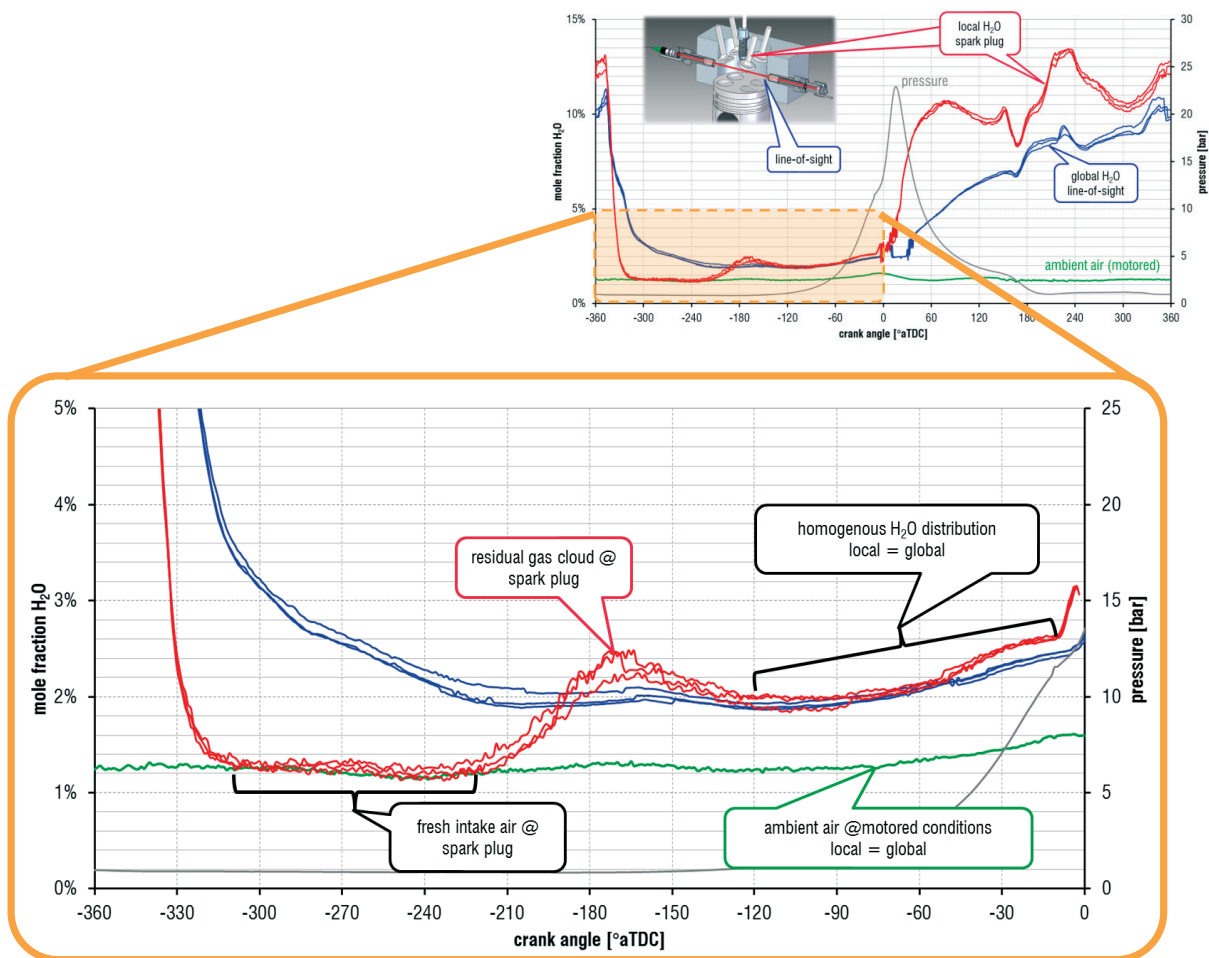 15%
10%
5%
0%
mole fraction H₂O
30
25
20
15
10
5
0
pressure [bar]
local H₂O
spark plug
pressure
line-of-sight
global H₂O
line-of-sight
ambient air (motored)
-360 -300 -240 -180 -120 -60 0 60 120 180 240 300 360
crank angle [°aTDC]
5%
4%
3%
2%
1%
0%
mole fraction H₂O
25
20
15
10
5
0
pressure [bar]
homogenous H₂O distribution
local = global
residual gas cloud @
spark plug
fresh intake air @
spark plug
ambient air @motored conditions
local = global
-360 -330 -300 -270 -240 -210 -180 -150 -120 -90 -60 -30 0
crank angle [°aTDC]